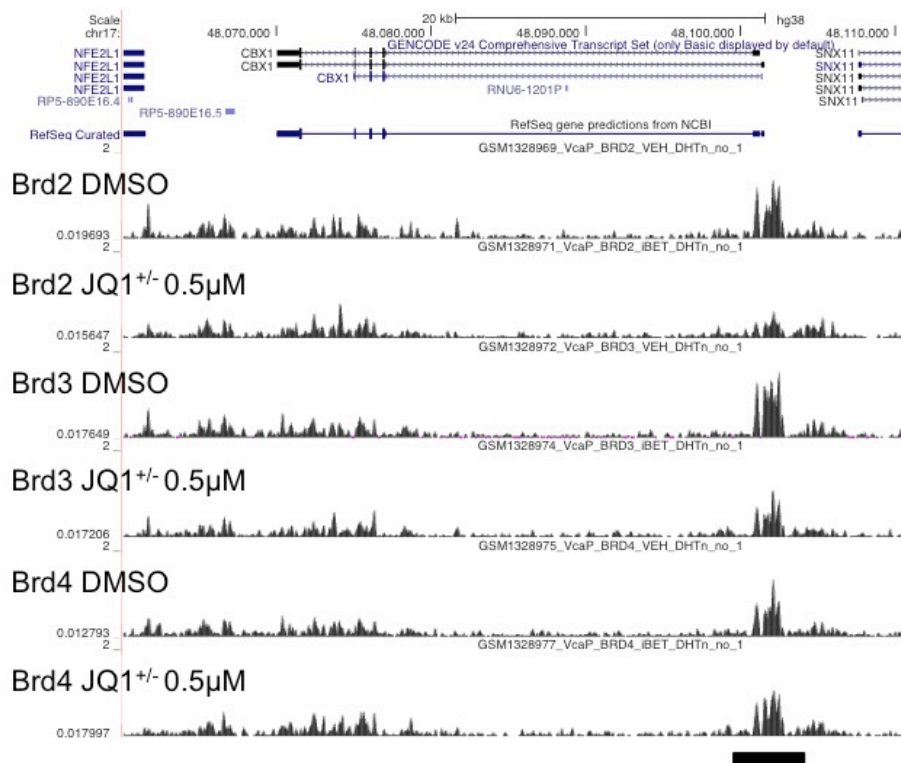 Scale 20 kb hg38
chr17: 48,070,000 48,080,000 48,090,000 48,100,000 48,110,000
GENCODE v24 Comprehensive Transcript Set (only Basic displayed by default)
NFE2L1 CBX1 SNX11
NFE2L1 CBX1 SNX11
NFE2L1 CBX1 SNX11
NFE2L1 RNU6-1201P SNX11
RP5-890E16.4 SNX11
RP5-890E16.5
RefSeq gene predictions from NCBI
RefSeq Curated
2 _ GSM1328969_VcaP_BRD2_VEH_DHTn_no_1
Brd2 DMSO
0.019693
2 _ GSM1328971_VcaP_BRD2_iBET_DHTn_no_1
Brd2 JQ1+/- 0.5µM
0.015647
2 _ GSM1328972_VcaP_BRD3_VEH_DHTn_no_1
Brd3 DMSO
0.017649
2 _ GSM1328974_VcaP_BRD3_iBET_DHTn_no_1
Brd3 JQ1+/- 0.5µM
0.017206
2 _ GSM1328975_VcaP_BRD4_VEH_DHTn_no_1
Brd4 DMSO
0.012793
2 _ GSM1328977_VcaP_BRD4_iBET_DHTn_no_1
Brd4 JQ1+/- 0.5µM
0.017997